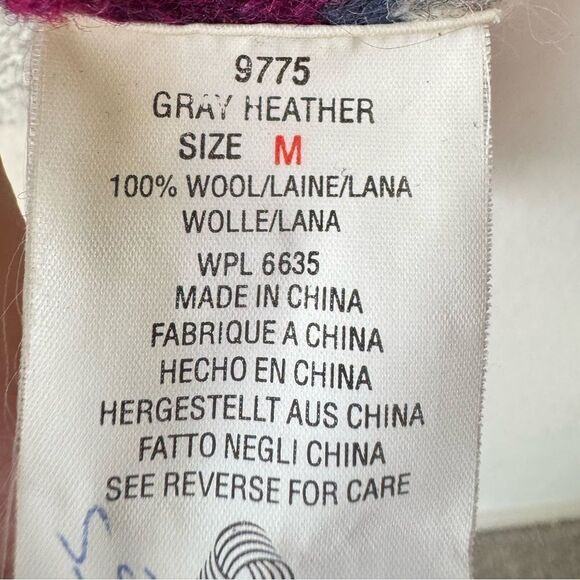 9775
GRAY HEATHER
SIZE M
100% WOOL/LAINE/LANA
WOLLE/LANA
WPL 6635
MADE IN CHINA
FABRIQUE A CHINA
HECHO EN CHINA
HERGESTELLT AUS CHINA
FATTO NEGLI CHINA
SEE REVERSE FOR CARE